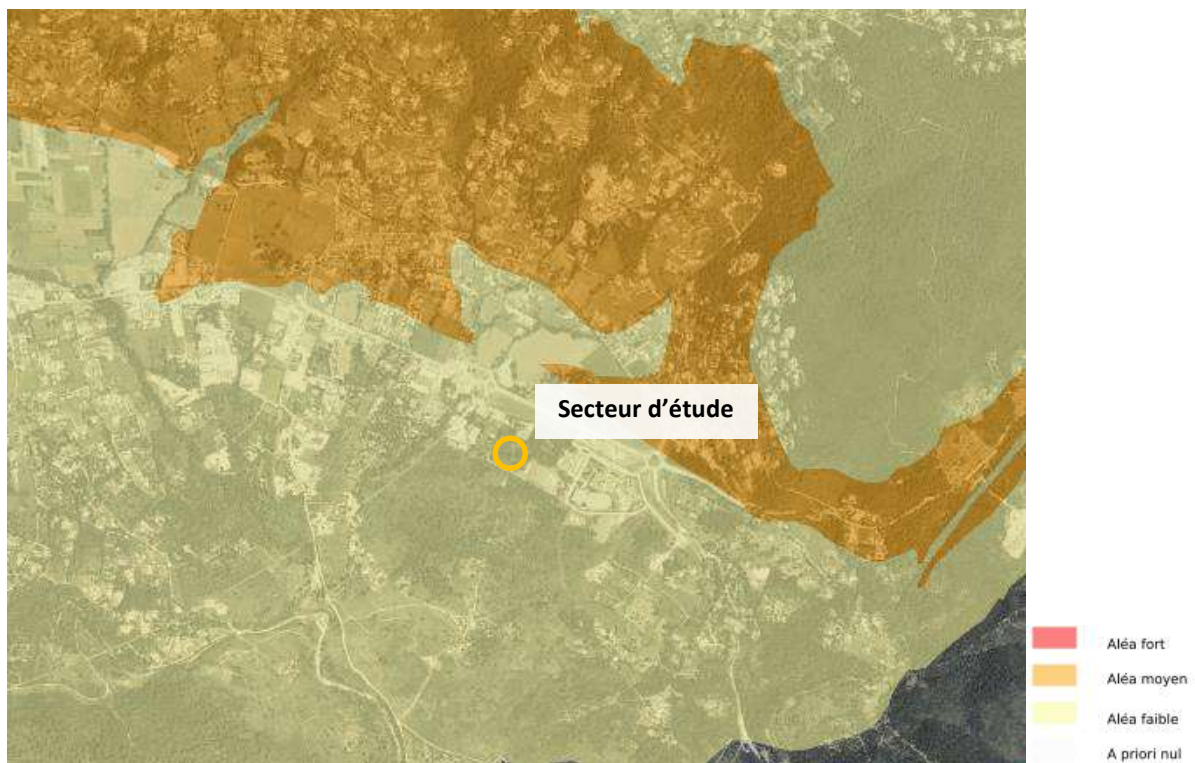 Secteur d’étude
Aléa fort
Aléa moyen
Aléa faible
A priori nul